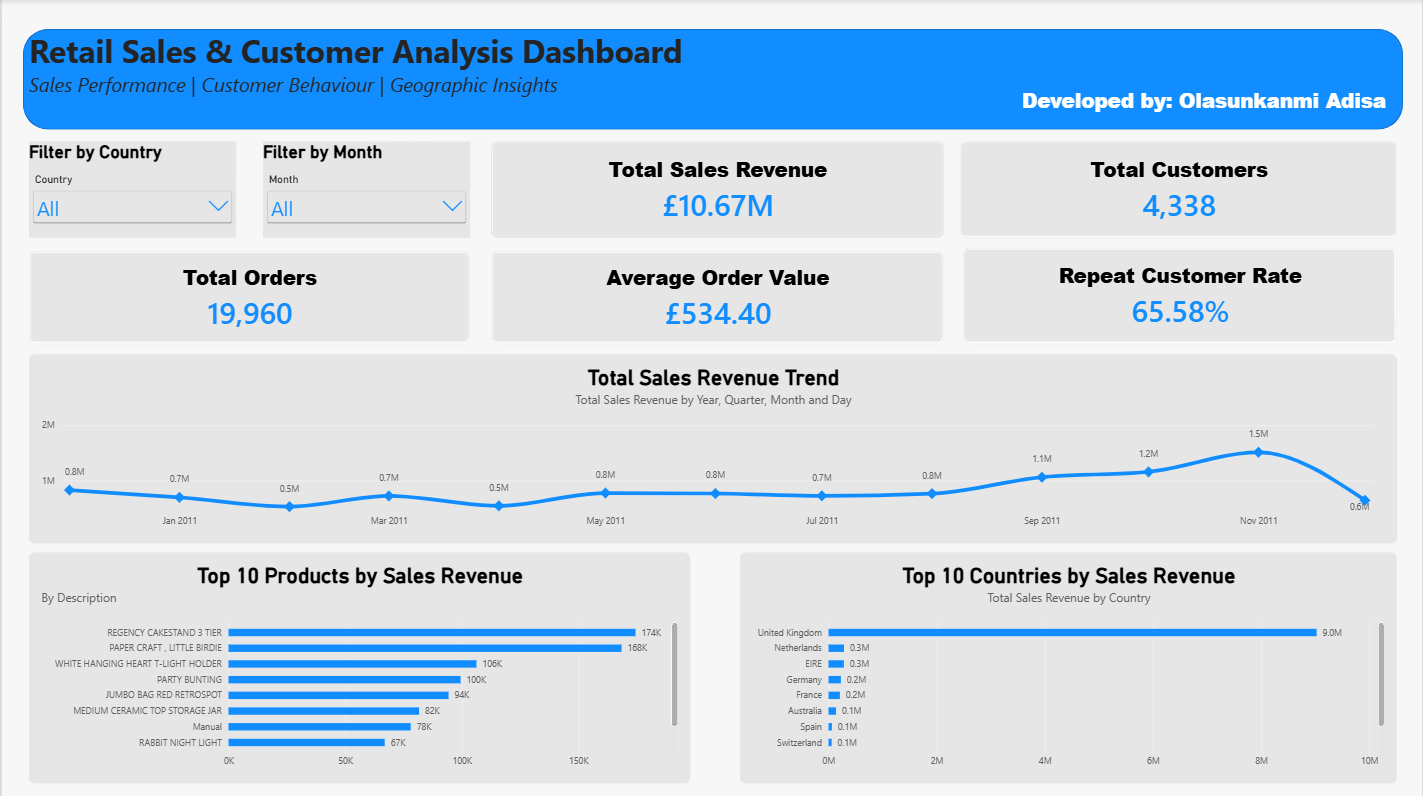 Retail Sales & Customer Analysis Dashboard
Sales Performance | Customer Behaviour | Geographic Insights
Developed by: Olasunkanmi Adisa
Filter by Country
Country
All
Filter by Month
Month
All
Total Sales Revenue
£10.67M
Total Customers
4,338
Total Orders
19,960
Average Order Value
£534.40
Repeat Customer Rate
65.58%
Total Sales Revenue Trend
Total Sales Revenue by Year, Quarter, Month and Day
2M
1M
0.8M
0.7M
0.5M
0.7M
0.5M
0.8M
0.8M
0.7M
0.8M
1.1M
1.2M
1.5M
0.6M
Jan 2011
Mar 2011
May 2011
Jul 2011
Sep 2011
Nov 2011
Top 10 Products by Sales Revenue
By Description
REGENCY CAKESTAND 3 TIER 174K
PAPER CRAFT , LITTLE BIRDIE 168K
WHITE HANGING HEART T-LIGHT HOLDER 106K
PARTY BUNTING 100K
JUMBO BAG RED RETROSPOT 94K
MEDIUM CERAMIC TOP STORAGE JAR 82K
Manual 78K
RABBIT NIGHT LIGHT 67K
0K 50K 100K 150K
Top 10 Countries by Sales Revenue
Total Sales Revenue by Country
United Kingdom 9.0M
Netherlands 0.3M
EIRE 0.3M
Germany 0.2M
France 0.2M
Australia 0.1M
Spain 0.1M
Switzerland 0.1M
0M 2M 4M 6M 8M 10M